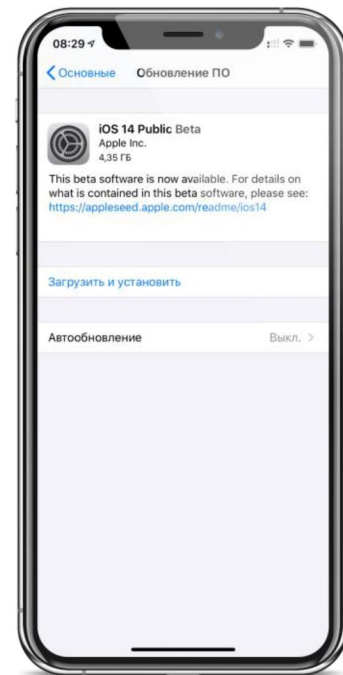 08:29
Основные
Обновление ПО
iOS 14 Public Beta
Apple Inc.
4,35 ГБ
This beta software is now available. For details on
what is contained in this beta software, please see:
https://appleseed.apple.com/readme/ios14
Загрузить и установить
Автообновление Выкл.